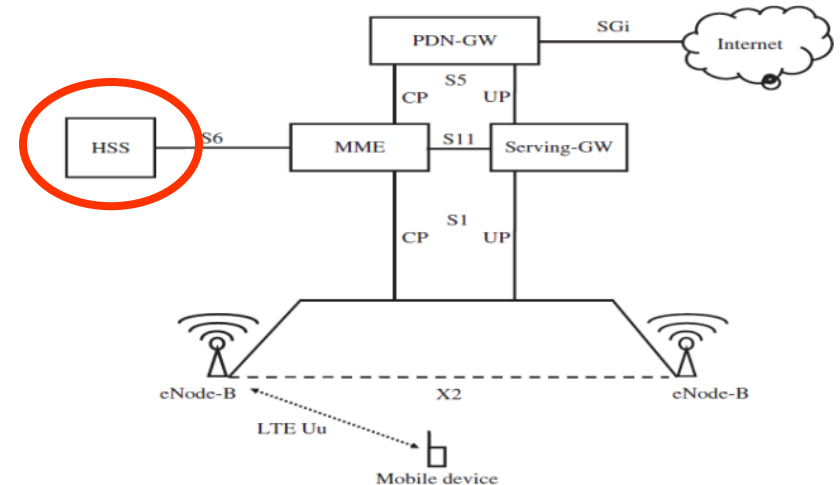 PDN-GW
SGi
Internet
S5
CP UP
HSS
S6
MME
S11
Serving-GW
S1
CP UP
eNode-B
X2
eNode-B
LTE Uu
Mobile device